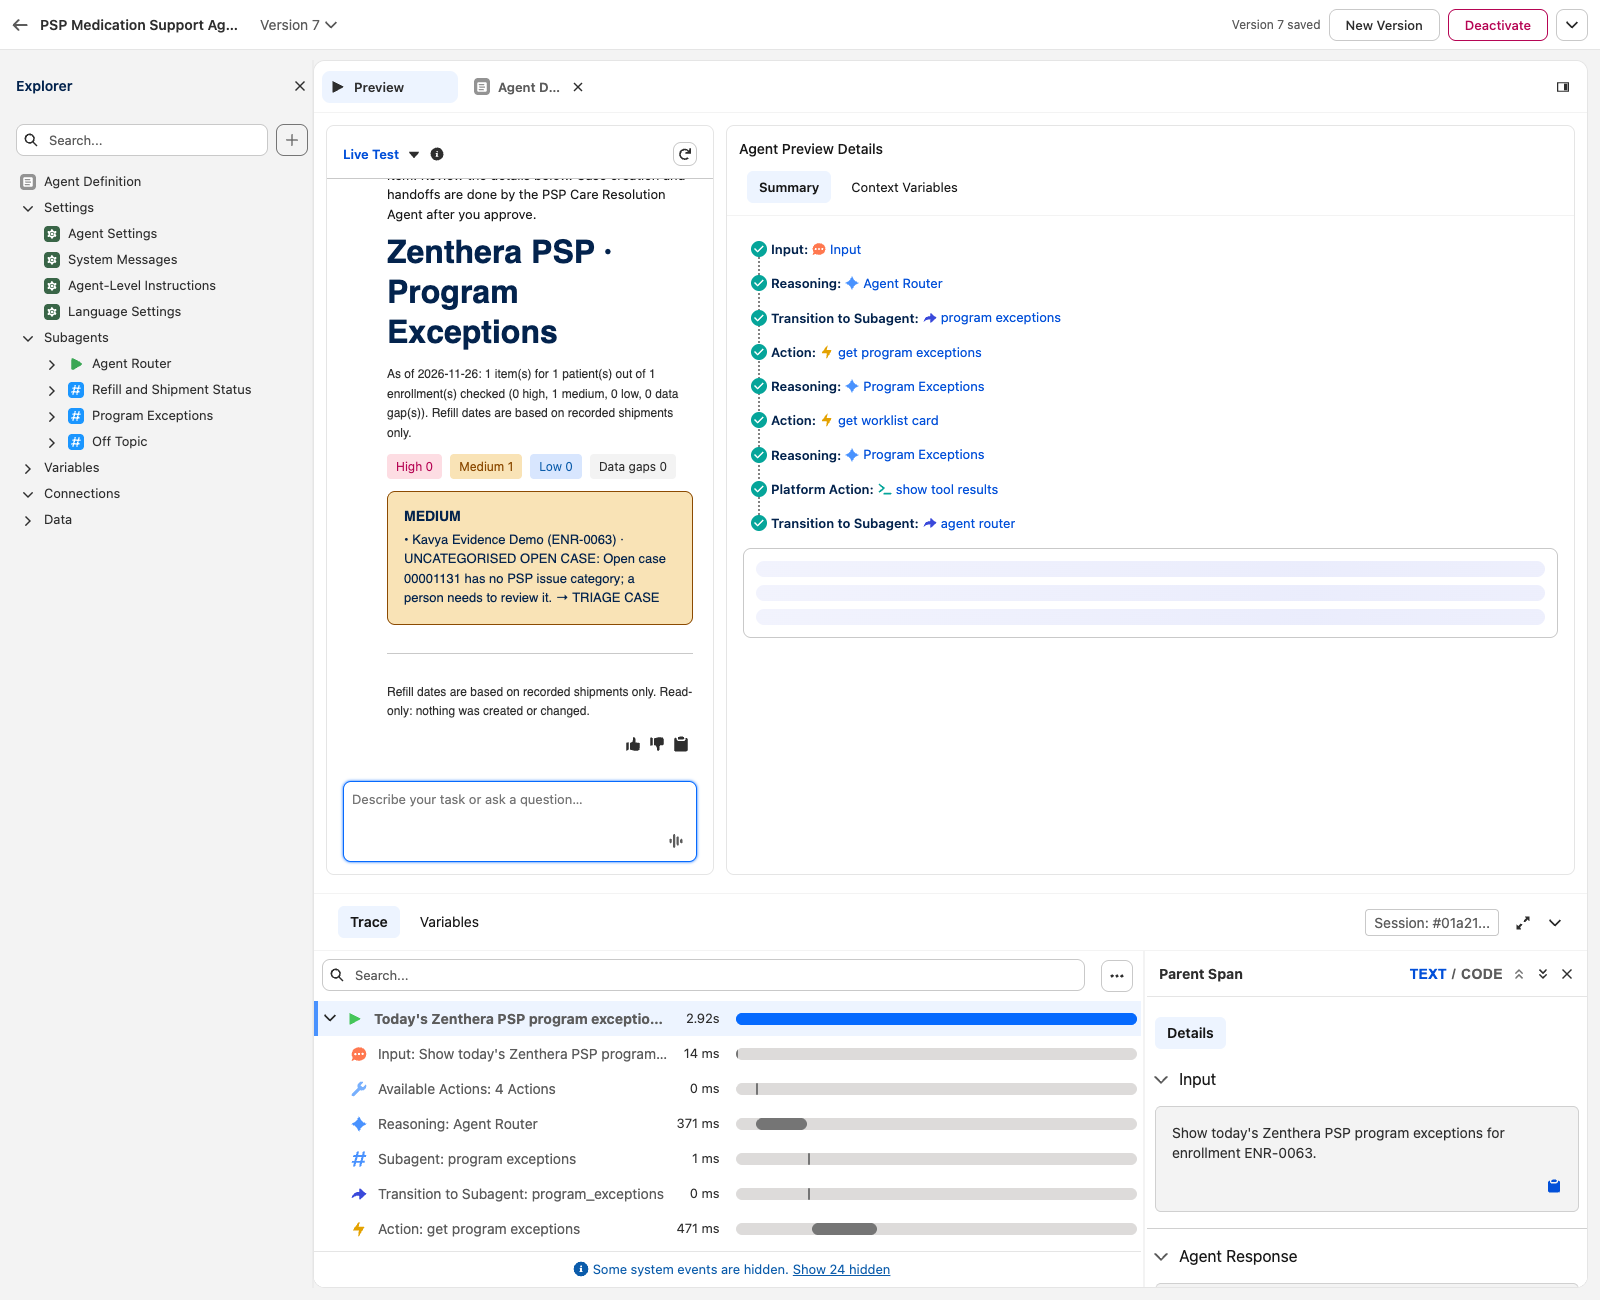 PSP Medication Support Ag...
Version 7
Version 7 saved
New Version
Deactivate
Explorer
Search...
Agent Definition
Settings
Agent Settings
System Messages
Agent-Level Instructions
Language Settings
Subagents
Agent Router
Refill and Shipment Status
Program Exceptions
Off Topic
Variables
Connections
Data
Preview
Agent D...
Live Test
handoffs are done by the PSP Care Resolution
Agent after you approve.
Zenthera PSP ·
Program
Exceptions
As of 2026-11-26: 1 item(s) for 1 patient(s) out of 1
enrollment(s) checked (0 high, 1 medium, 0 low, 0 data
gap(s)). Refill dates are based on recorded shipments
only.
High 0 Medium 1 Low 0 Data gaps 0
MEDIUM
• Kavya Evidence Demo (ENR-0063) ·
UNCATEGORISED OPEN CASE: Open case
00001131 has no PSP issue category; a
person needs to review it. → TRIAGE CASE
Refill dates are based on recorded shipments only. Read-
only: nothing was created or changed.
Describe your task or ask a question...
Agent Preview Details
Summary
Context Variables
Input: Input
Reasoning: Agent Router
Transition to Subagent: program exceptions
Action: get program exceptions
Reasoning: Program Exceptions
Action: get worklist card
Reasoning: Program Exceptions
Platform Action: show tool results
Transition to Subagent: agent router
Trace
Variables
Session: #01a21...
Search...
Today's Zenthera PSP program exceptio... 2.92s
Input: Show today's Zenthera PSP program... 14 ms
Available Actions: 4 Actions 0 ms
Reasoning: Agent Router 371 ms
Subagent: program exceptions 1 ms
Transition to Subagent: program_exceptions 0 ms
Action: get program exceptions 471 ms
Some system events are hidden. Show 24 hidden
Parent Span
TEXT / CODE
Details
Input
Show today's Zenthera PSP program exceptions for
enrollment ENR-0063.
Agent Response